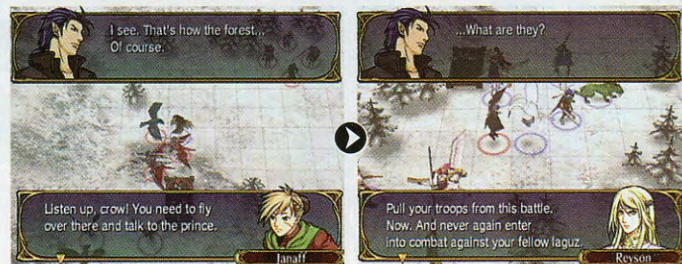 I see. That's how the forest...
Of course.
Listen up, crow! You need to fly
over there and talk to the prince.
Janaff
...What are they?
Pull your troops from this battle.
Now. And never again enter
into combat against your fellow laguz.
Reyson